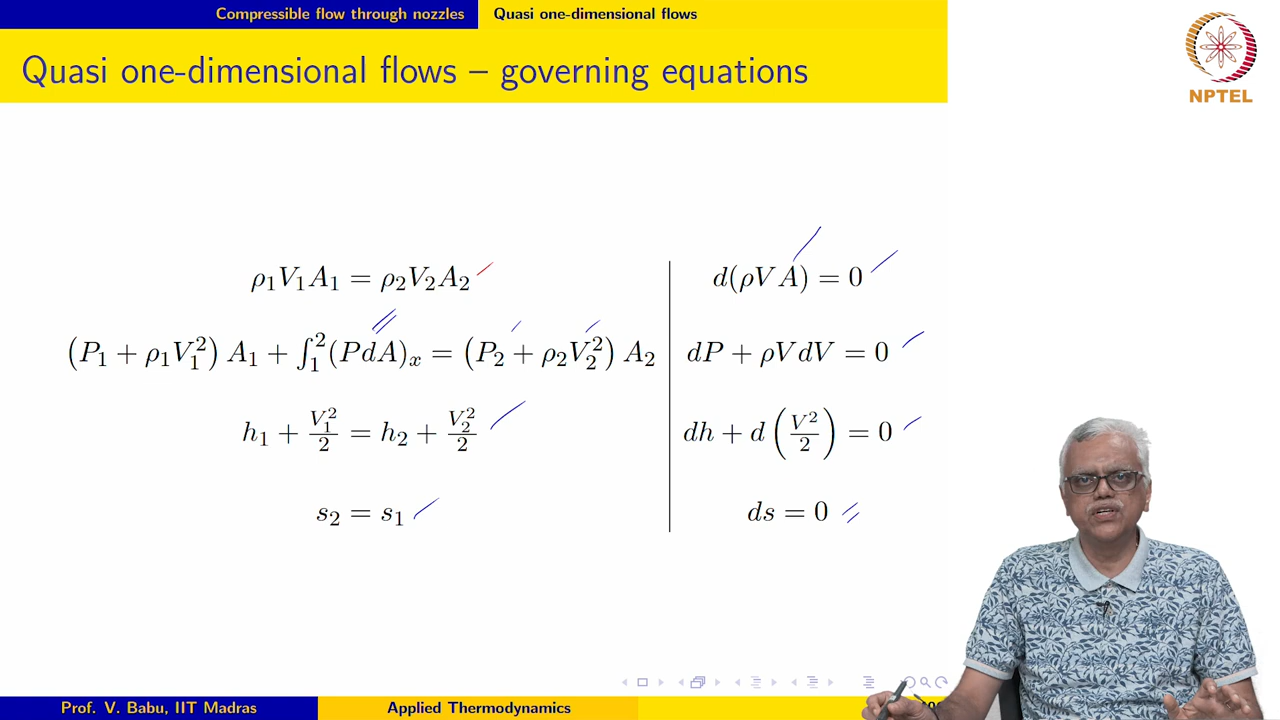 Compressible flow through nozzles Quasi one-dimensional flows
Quasi one-dimensional flows – governing equations
NPTEL
ρ₁V₁A₁ = ρ₂V₂A₂ d(ρVA) = 0
(P₁ + ρ₁V₁²) A₁ + ∫₁²(PdA)ₓ = (P₂ + ρ₂V₂²) A₂ dP + ρVdV = 0
h₁ + V₁²/2 = h₂ + V₂²/2 dh + d(V²/2) = 0
s₂ = s₁ ds = 0
Prof. V. Babu, IIT Madras Applied Thermodynamics